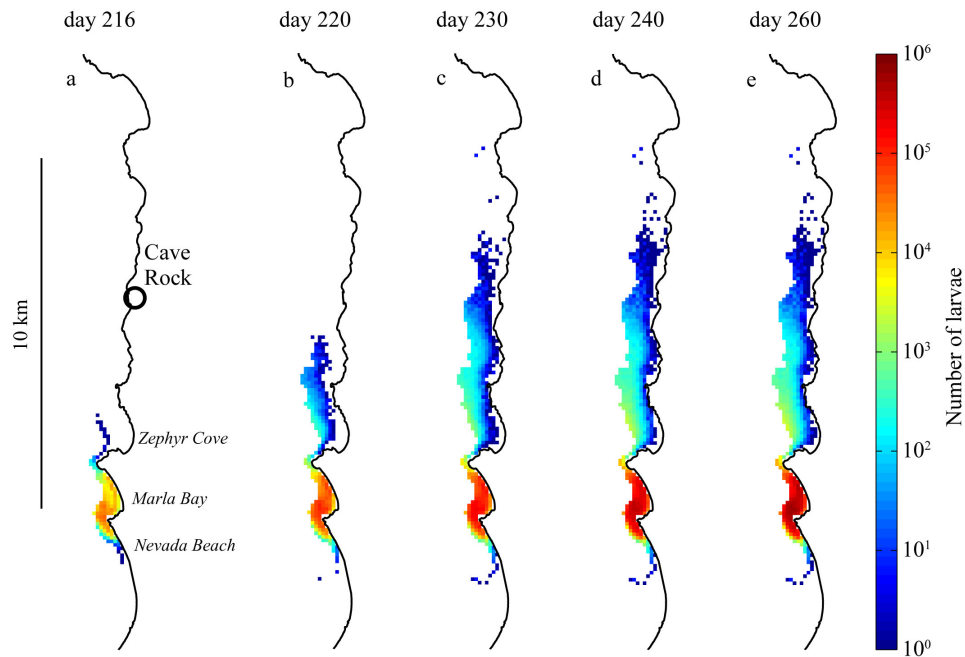 day 216
day 220
day 230
day 240
day 260
a
b
c
d
e
Cave
Rock
10 km
Zephyr Cove
Marla Bay
Nevada Beach
10^6
10^5
10^4
10^3
10^2
10^1
10^0
Number of larvae